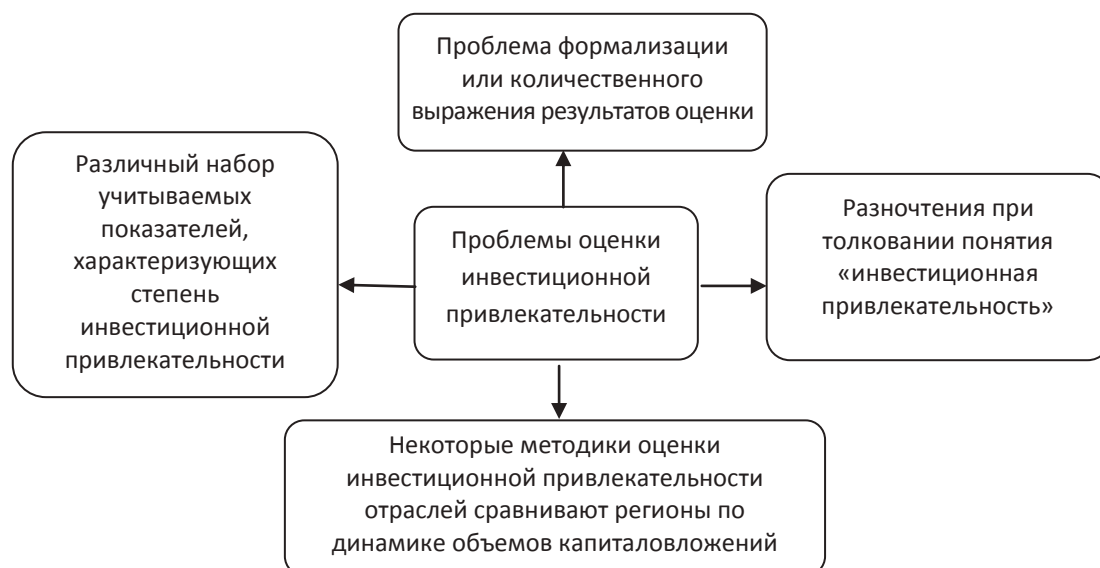 Проблема формализации
или количественного
выражения результатов оценки
Различный набор
учитываемых
показателей,
характеризующих
степень
инвестиционной
привлекательности
Проблемы оценки
инвестиционной
привлекательности
Разночтения при
толковании понятия
«инвестиционная
привлекательность»
Некоторые методики оценки
инвестиционной привлекательности
отраслей сравнивают регионы по
динамике объемов капиталовложений